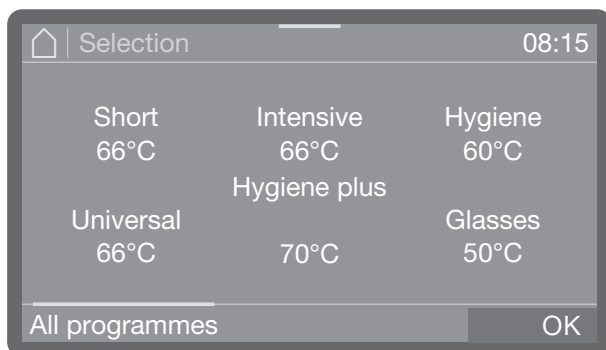 Selection 08:15
Short Intensive Hygiene
66°C 66°C 60°C
Hygiene plus
Universal Glasses
66°C 70°C 50°C
All programmes OK